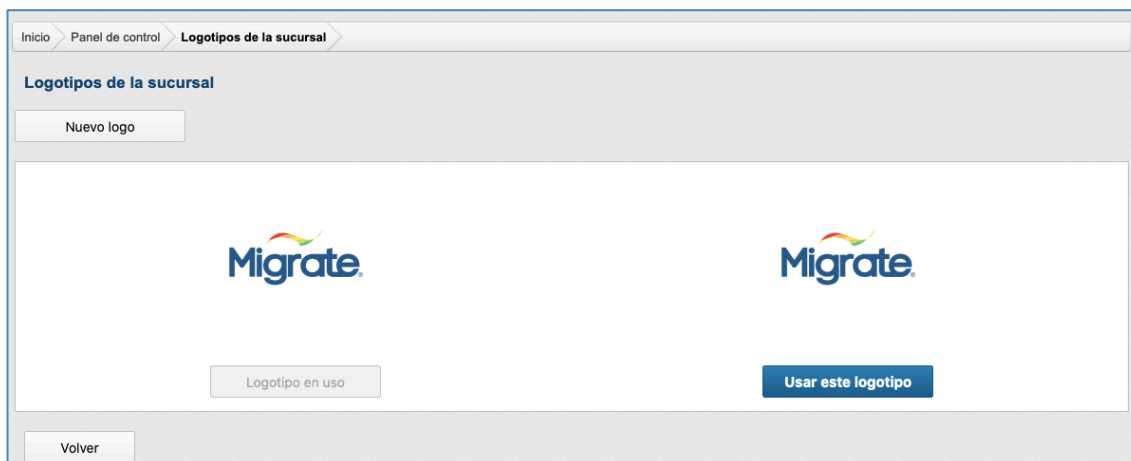 Inicio Panel de control Logotipos de la sucursal
Logotipos de la sucursal
Nuevo logo
Migrate® Migrate®
Logotipo en uso Usar este logotipo
Volver